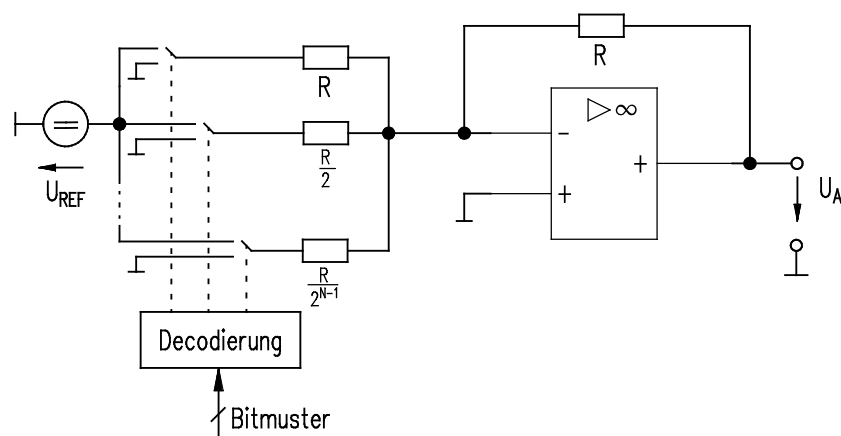 R
R
▷∞
-
+
+
R/2
U_REF
U_A
R/2^N-1
Decodierung
Bitmuster